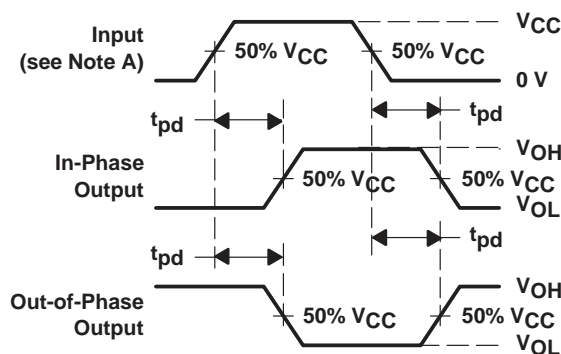 VCC
Input
(see Note A)
50% VCC
50% VCC
0 V
tpd
tpd
VOH
In-Phase
Output
50% VCC
50% VCC
VOL
tpd
tpd
VOH
Out-of-Phase
Output
50% VCC
50% VCC
VOL